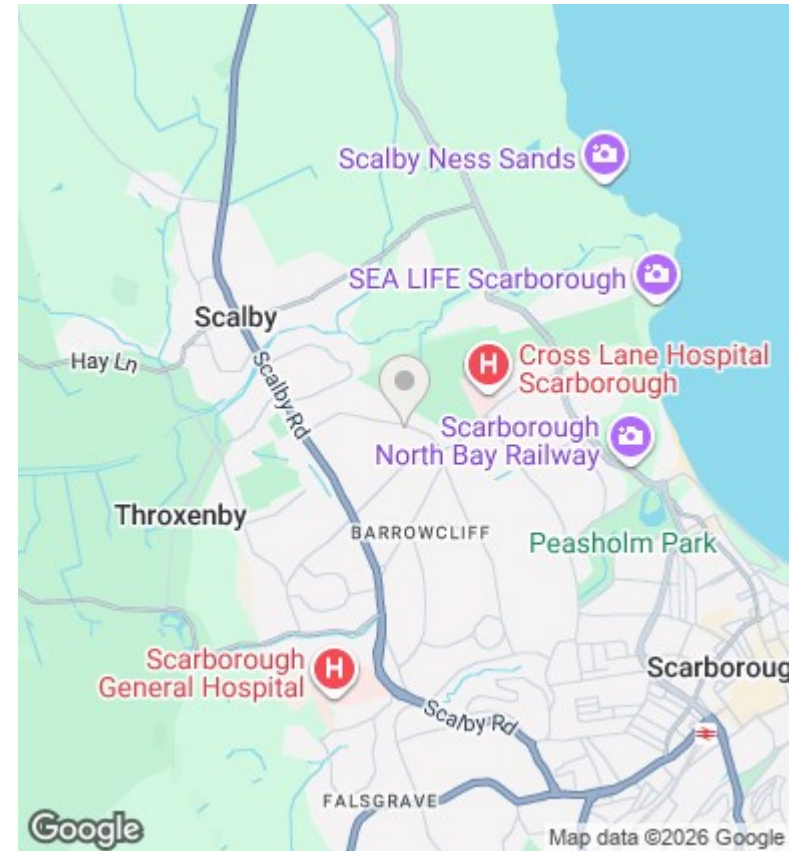 Scalby Ness Sands
SEA LIFE Scarborough
Scalby
Hay Ln
Scalby Rd
H
Cross Lane Hospital
Scarborough
Scarborough
North Bay Railway
Throxenby
BARROWCLIFF
Peasholm Park
Scarborough
General Hospital
H
Scarboroug
Scalby Rd
FALSGRAVE
Google
Map data ©2026 Google